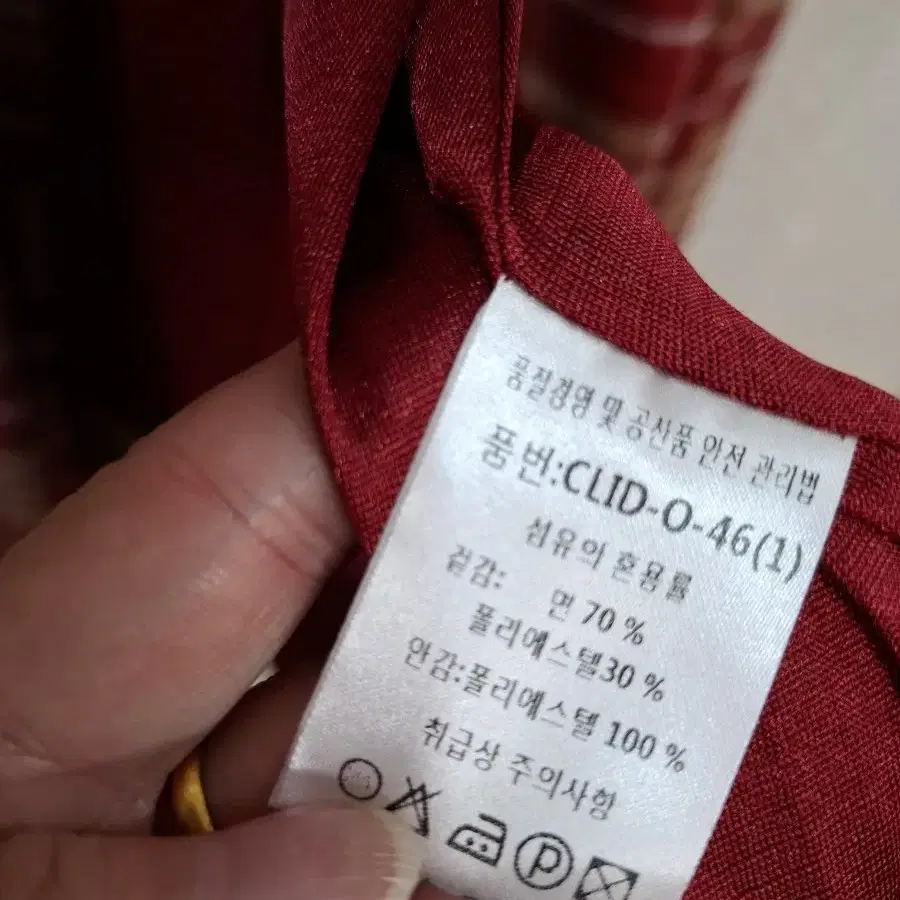 품질경영 및 공산품 안전 관리법
품 번:CLID-O-46(1)
섬유의 혼용률
겉감: 면 70 %
폴리에스텔30 %
안감:폴리에스텔 100 %
취급상 주의사항
P